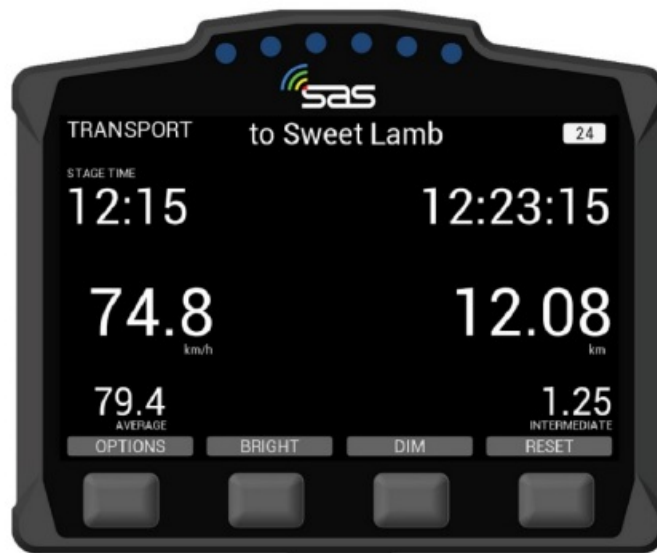 sas
TRANSPORT to Sweet Lamb 24
STAGE TIME
12:15 12:23:15
74.8 12.08
km/h km
79.4 1.25
AVERAGE INTERMEDIATE
OPTIONS BRIGHT DIM RESET